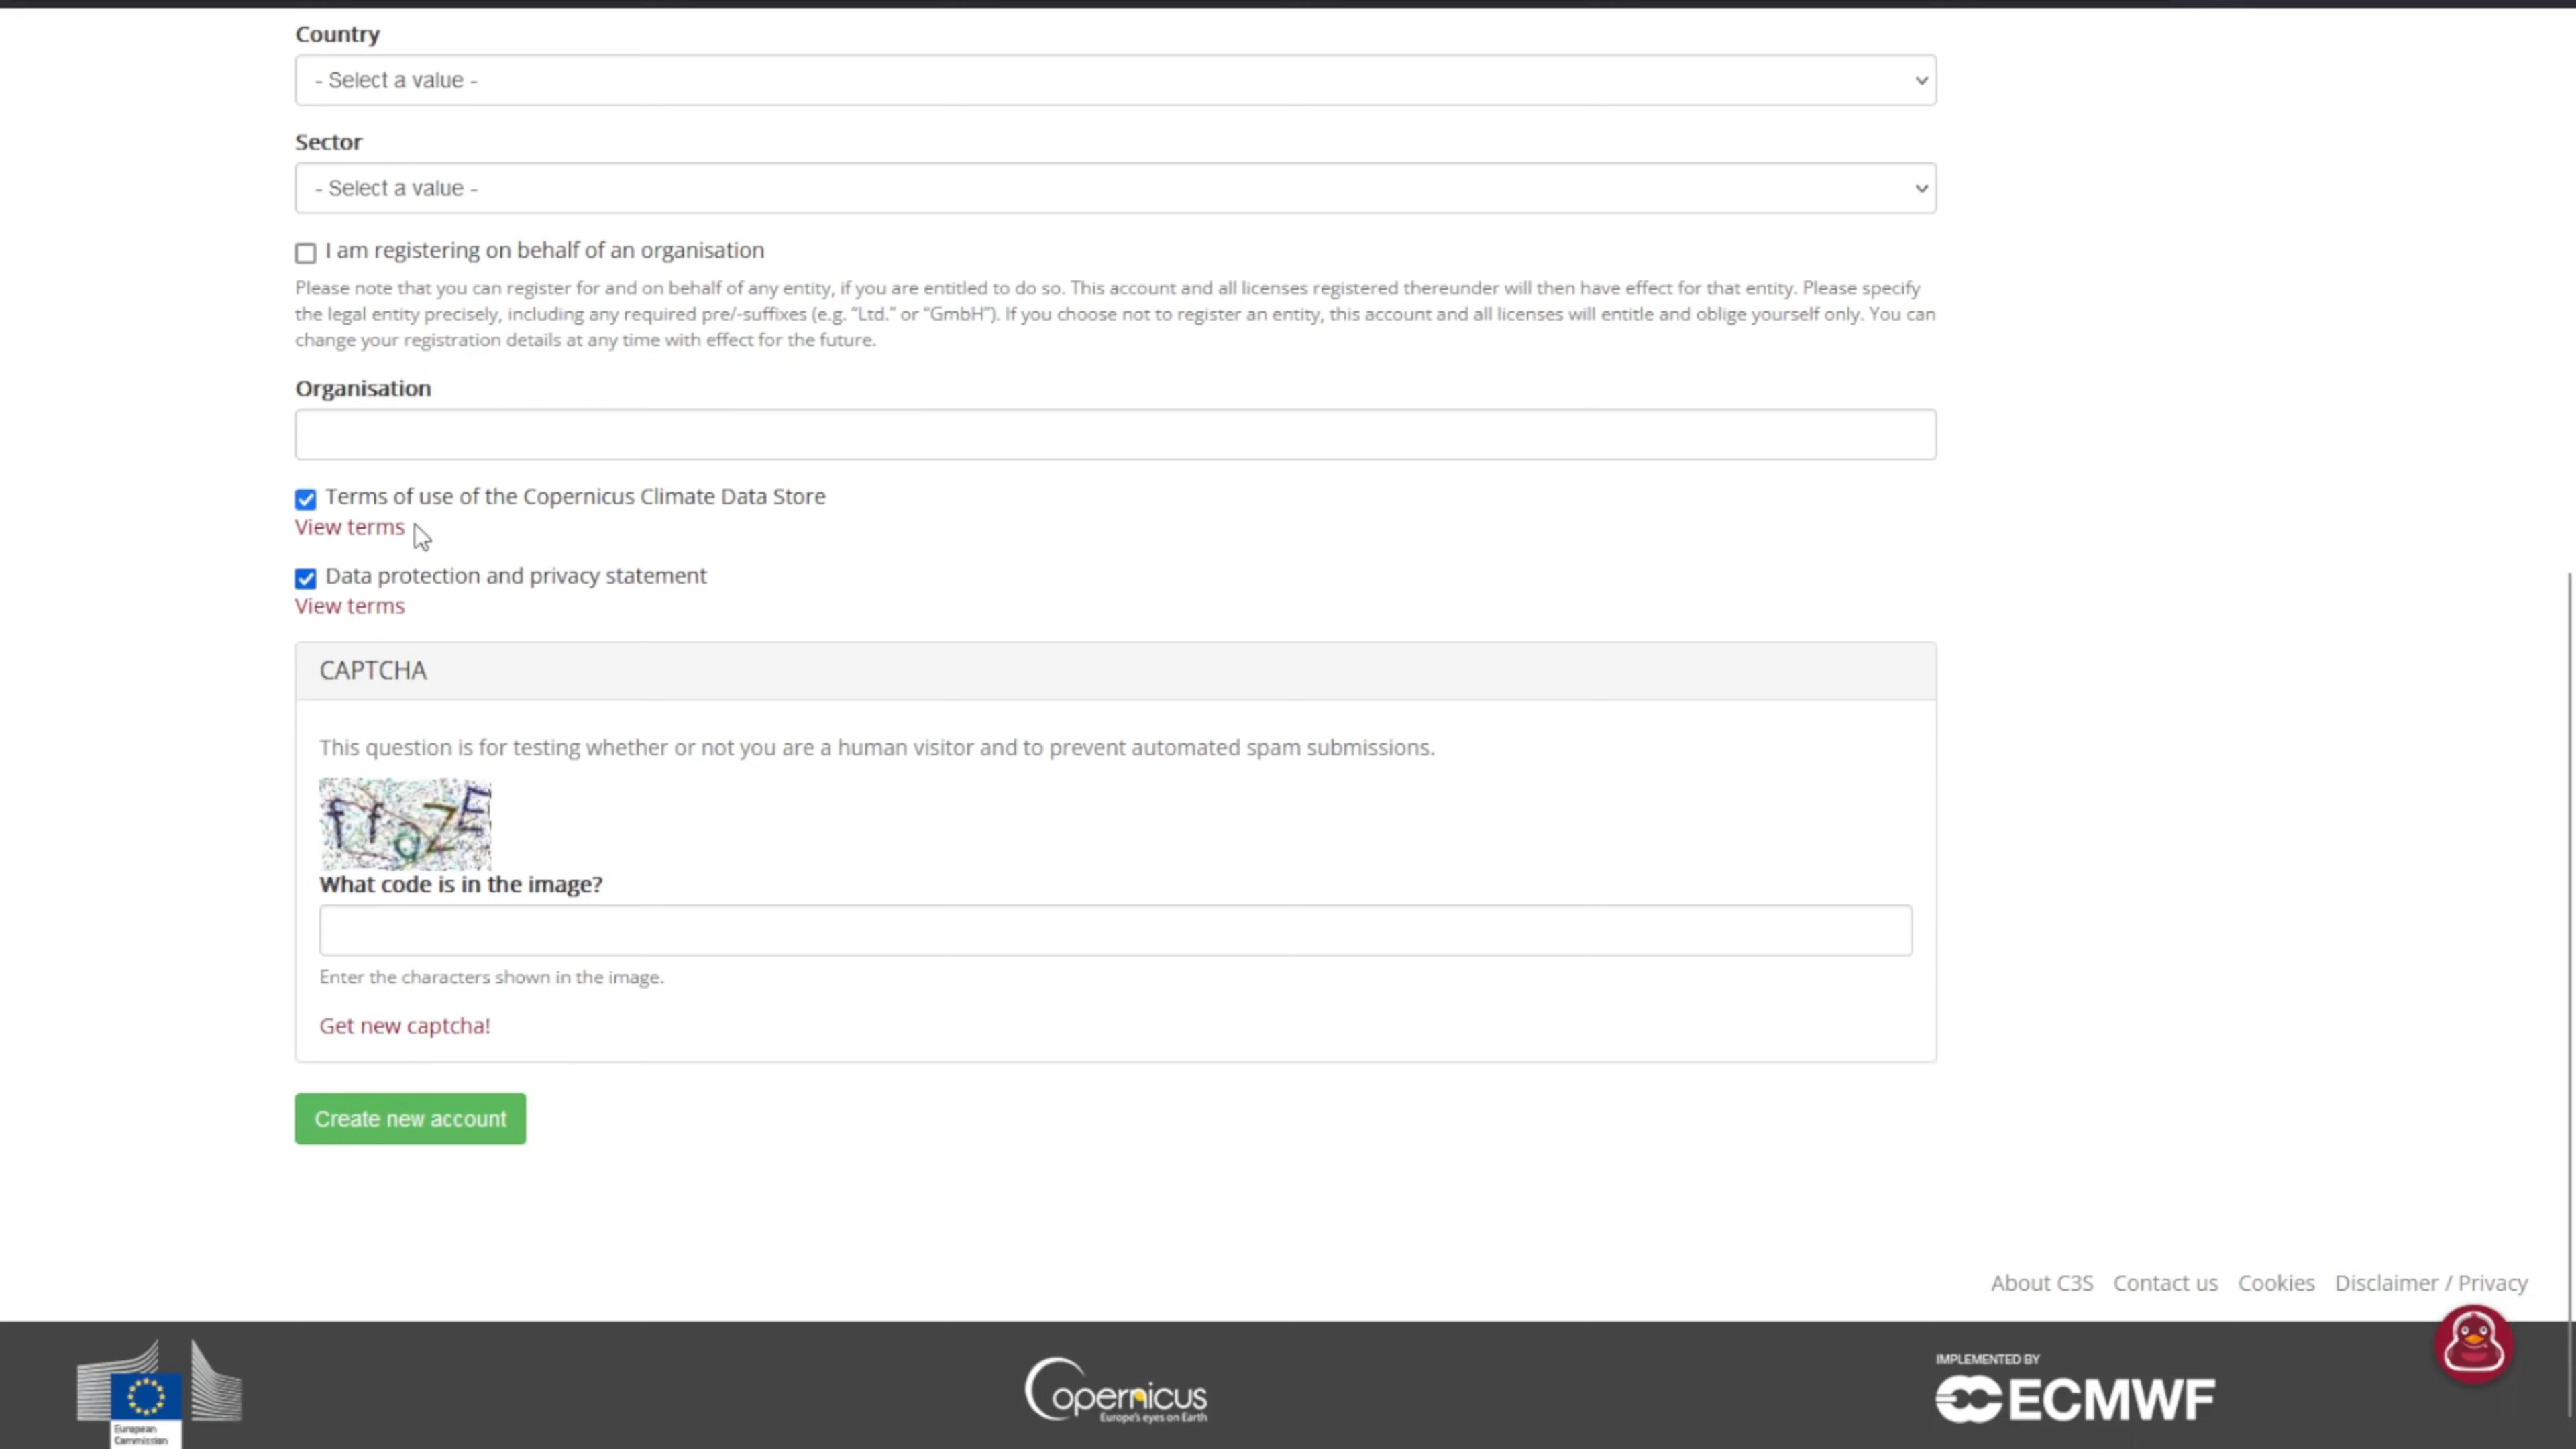 Country
- Select a value -
Sector
- Select a value -
I am registering on behalf of an organisation
Please note that you can register for and on behalf of any entity, if you are entitled to do so. This account and all licenses registered thereunder will then have effect for that entity. Please specify
the legal entity precisely, including any required pre/-suffixes (e.g. “Ltd.” or “GmbH”). If you choose not to register an entity, this account and all licenses will entitle and oblige yourself only. You can
change your registration details at any time with effect for the future.
Organisation
Terms of use of the Copernicus Climate Data Store
View terms
Data protection and privacy statement
View terms
CAPTCHA
This question is for testing whether or not you are a human visitor and to prevent automated spam submissions.
What code is in the image?
Enter the characters shown in the image.
Get new captcha!
Create new account
About C3S Contact us Cookies Disclaimer / Privacy
European
Commission
Copernicus
Europe's eyes on Earth
IMPLEMENTED BY
ECMWF